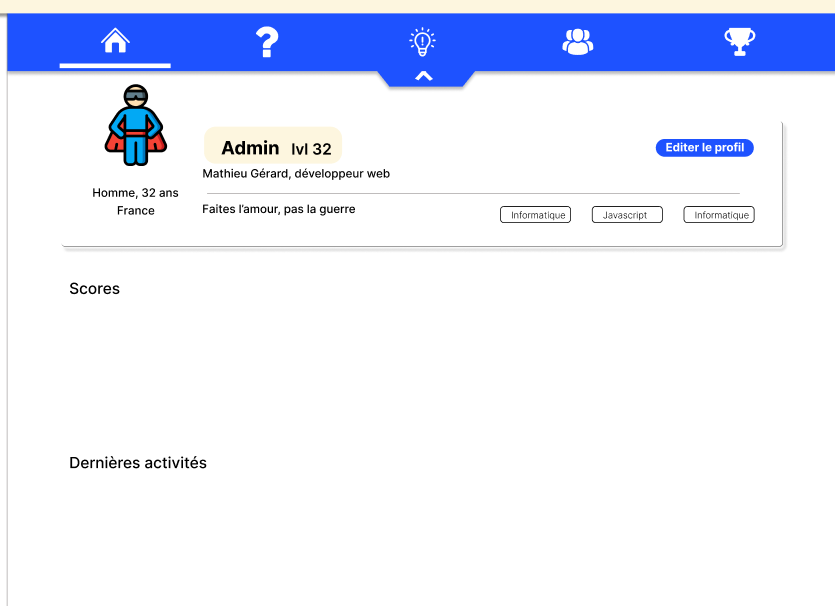 Admin lvl 32
Editer le profil
Mathieu Gérard, développeur web
Homme, 32 ans
France
Faites l'amour, pas la guerre
Informatique
Javascript
Informatique
Scores
Dernières activités